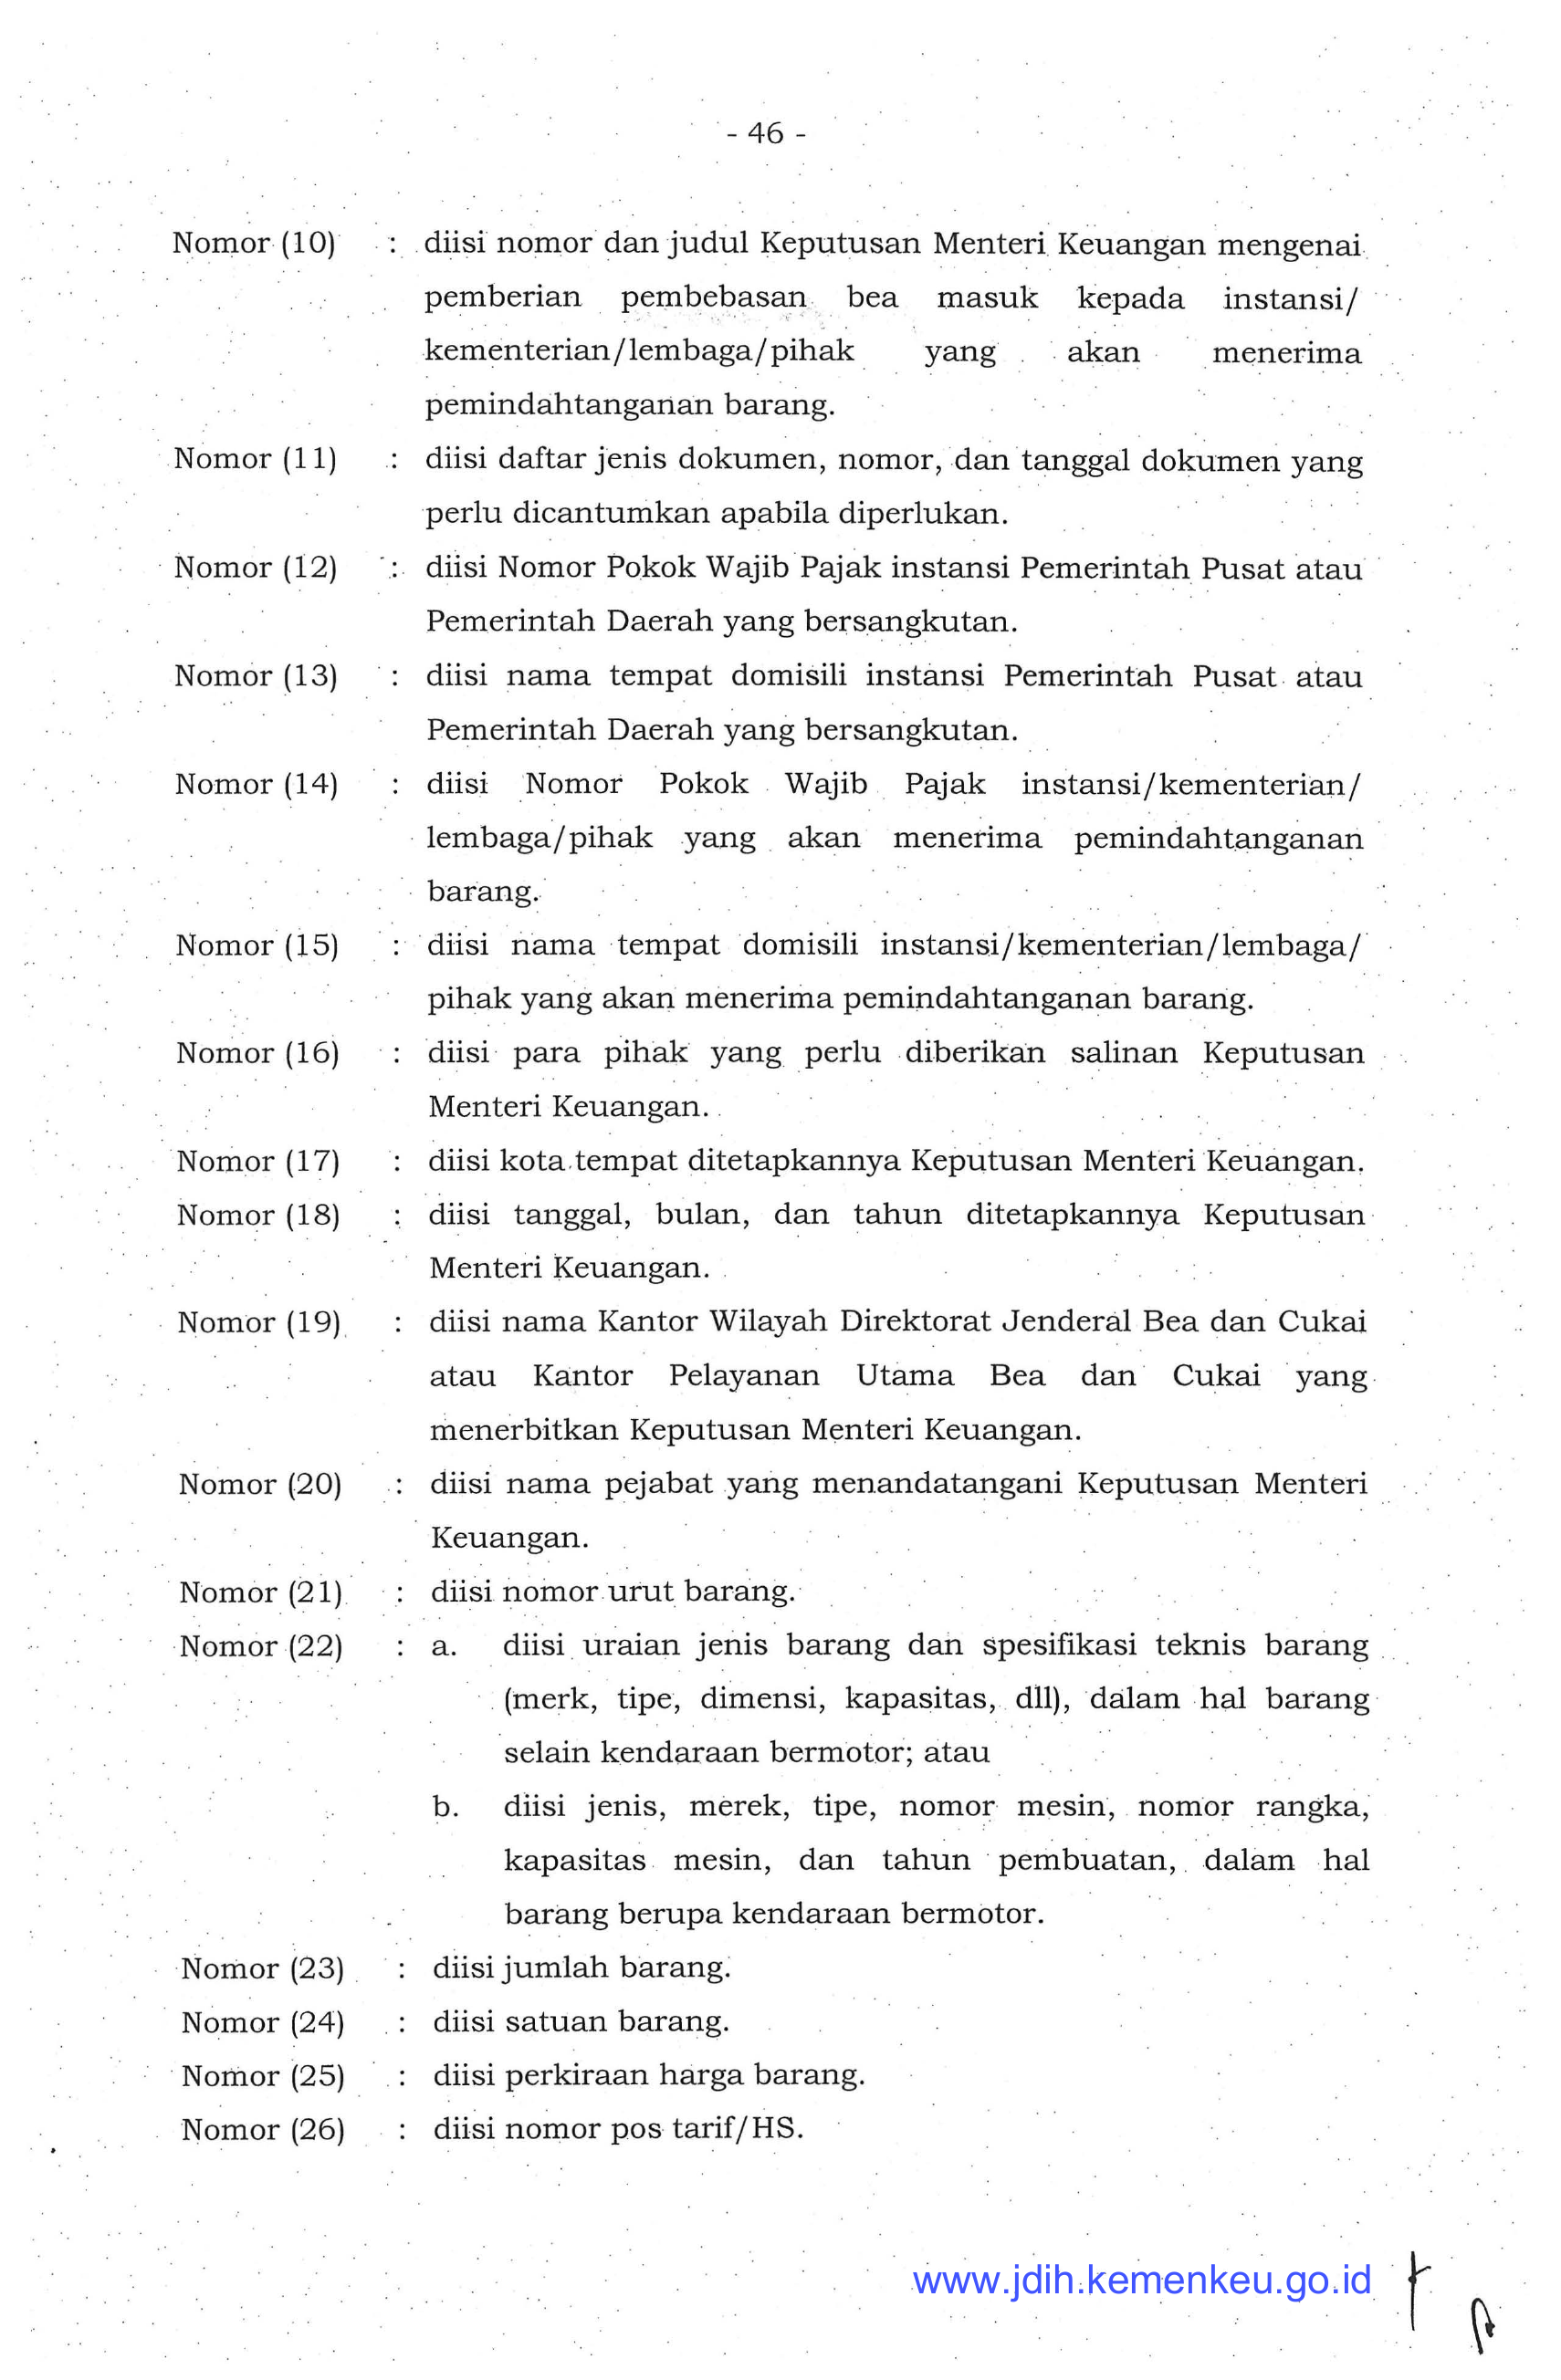 - 46 -
Nomor (10) : diisi nomor dan judul Keputusan Menteri Keuangan mengenai
pemberian pembebasan bea masuk kepada instansi/
kementerian/lembaga/pihak yang akan menerima
pemindahtanganan barang.
Nomor (11) : diisi daftar jenis dokumen, nomor, dan tanggal dokumen yang
perlu dicantumkan apabila diperlukan.
Nomor (12) : diisi Nomor Pokok Wajib Pajak instansi Pemerintah Pusat atau
Pemerintah Daerah yang bersangkutan.
Nomor (13) : diisi nama tempat domisili instansi Pemerintah Pusat atau
Pemerintah Daerah yang bersangkutan.
Nomor (14) : diisi Nomor Pokok Wajib Pajak instansi/kementerian/
lembaga/pihak yang akan menerima pemindahtanganan
barang.
Nomor (15) : diisi nama tempat domisili instansi/kementerian/lembaga/
pihak yang akan menerima pemindahtanganan barang.
Nomor (16) : diisi para pihak yang perlu diberikan salinan Keputusan
Menteri Keuangan.
Nomor (17) : diisi kota tempat ditetapkannya Keputusan Menteri Keuangan.
Nomor (18) : diisi tanggal, bulan, dan tahun ditetapkannya Keputusan
Menteri Keuangan.
Nomor (19) : diisi nama Kantor Wilayah Direktorat Jenderal Bea dan Cukai
atau Kantor Pelayanan Utama Bea dan Cukai yang
menerbitkan Keputusan Menteri Keuangan.
Nomor (20) : diisi nama pejabat yang menandatangani Keputusan Menteri
Keuangan.
Nomor (21) : diisi nomor urut barang.
Nomor (22) : a. diisi uraian jenis barang dan spesifikasi teknis barang
(merk, tipe, dimensi, kapasitas, dll), dalam hal barang
selain kendaraan bermotor; atau
b. diisi jenis, merek, tipe, nomor mesin, nomor rangka,
kapasitas mesin, dan tahun pembuatan, dalam hal
barang berupa kendaraan bermotor.
Nomor (23) : diisi jumlah barang.
Nomor (24) : diisi satuan barang.
Nomor (25) : diisi perkiraan harga barang.
Nomor (26) : diisi nomor pos tarif/HS.
www.jdih.kemenkeu.go.id